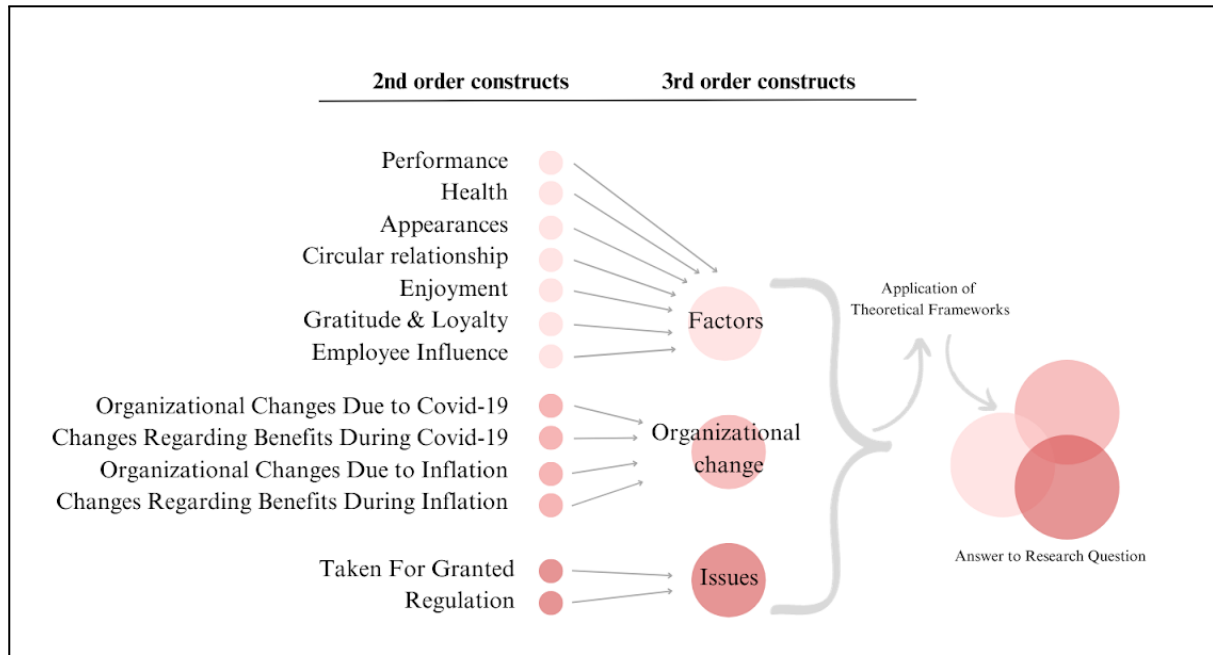 2nd order constructs
3rd order constructs
Performance
Health
Appearances
Circular relationship
Enjoyment
Gratitude & Loyalty
Employee Influence
Factors
Organizational Changes Due to Covid-19
Changes Regarding Benefits During Covid-19
Organizational Changes Due to Inflation
Changes Regarding Benefits During Inflation
Organizational
change
Taken For Granted
Regulation
Issues
Application of
Theoretical Frameworks
Answer to Research Question